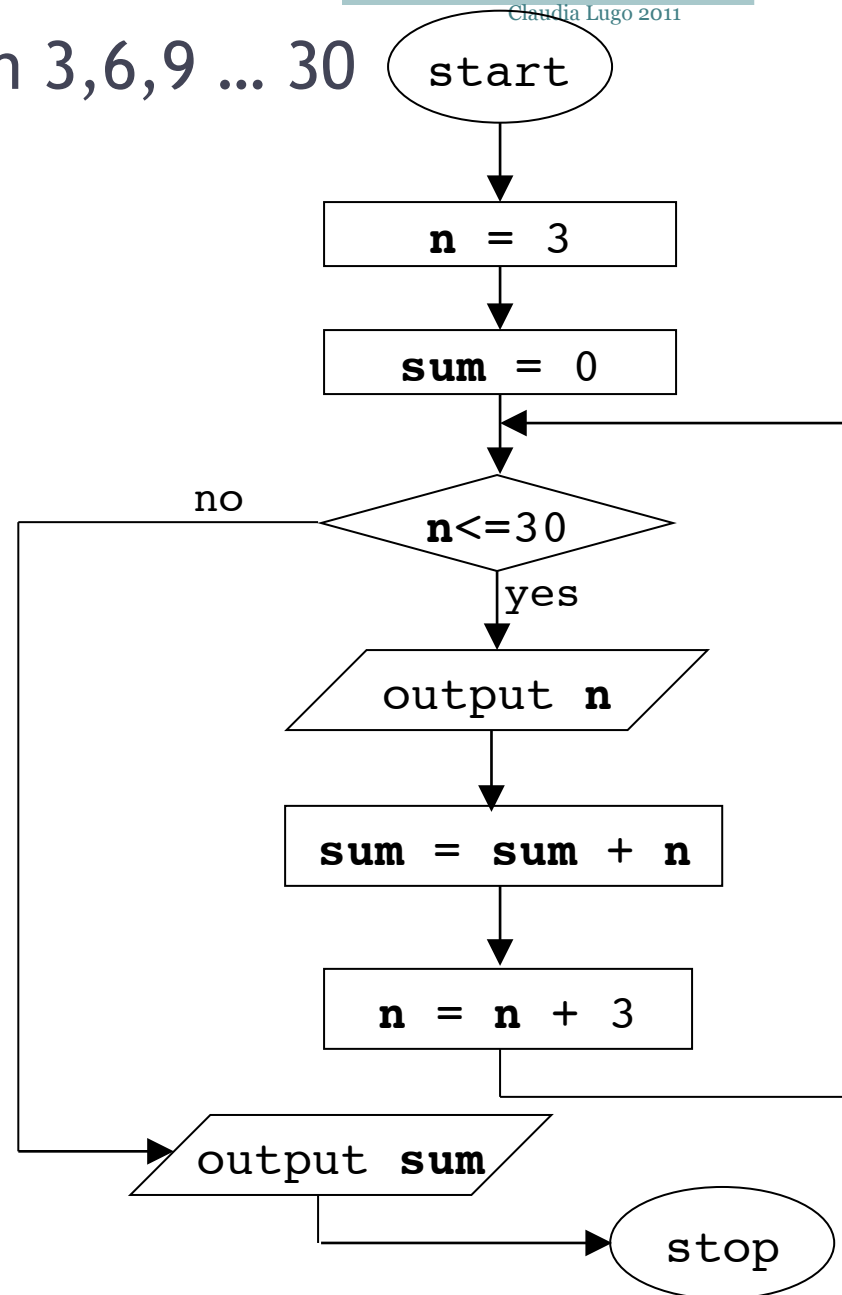 Claudia Lugo 2011
3,6,9 … 30
start
n = 3
sum = 0
no
n<=30
yes
output n
sum = sum + n
n = n + 3
output sum
stop